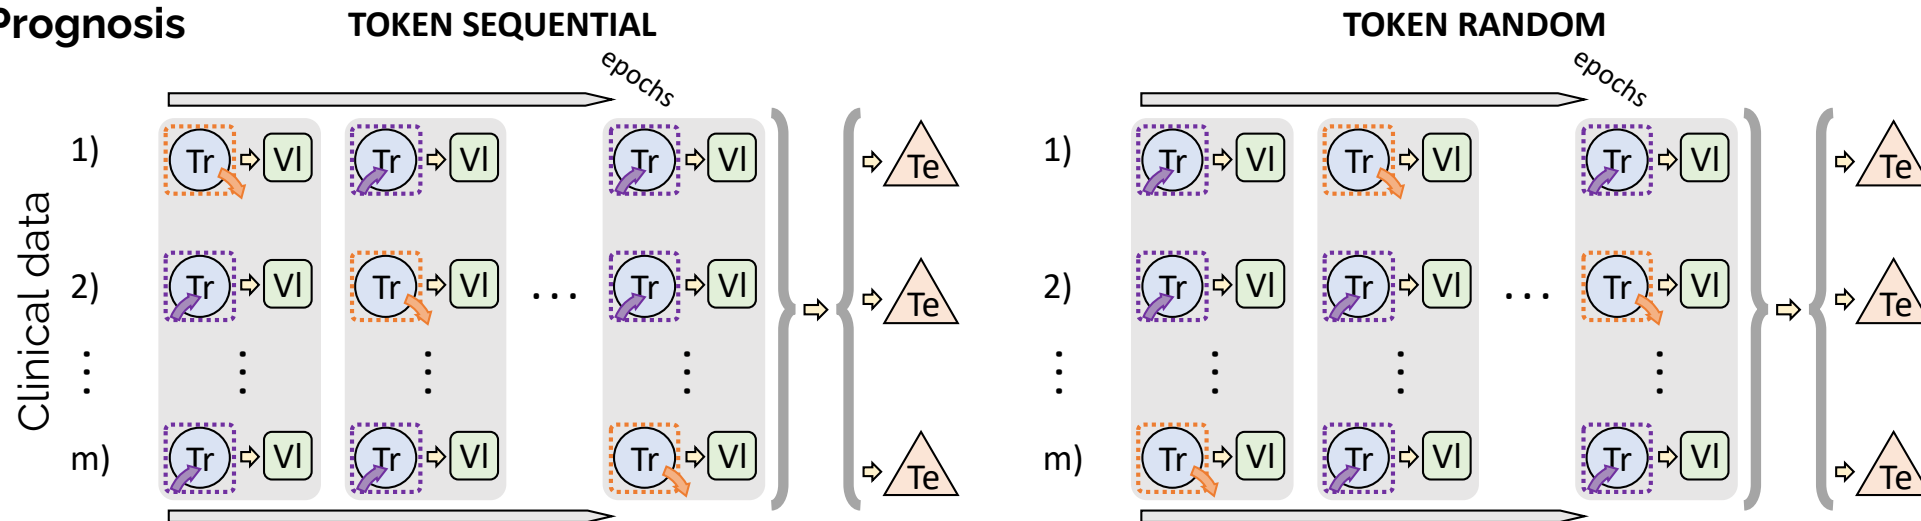 Prognosis
TOKEN SEQUENTIAL
epochs
Clinical data
1) Tr Vl Tr Vl Tr Vl Te
2) Tr Vl Tr Vl ... Tr Vl Te
m) Tr Vl Tr Vl Tr Vl Te
TOKEN RANDOM
epochs
1) Tr Vl Tr Vl Tr Vl Te
2) Tr Vl Tr Vl ... Tr Vl Te
m) Tr Vl Tr Vl Tr Vl Te